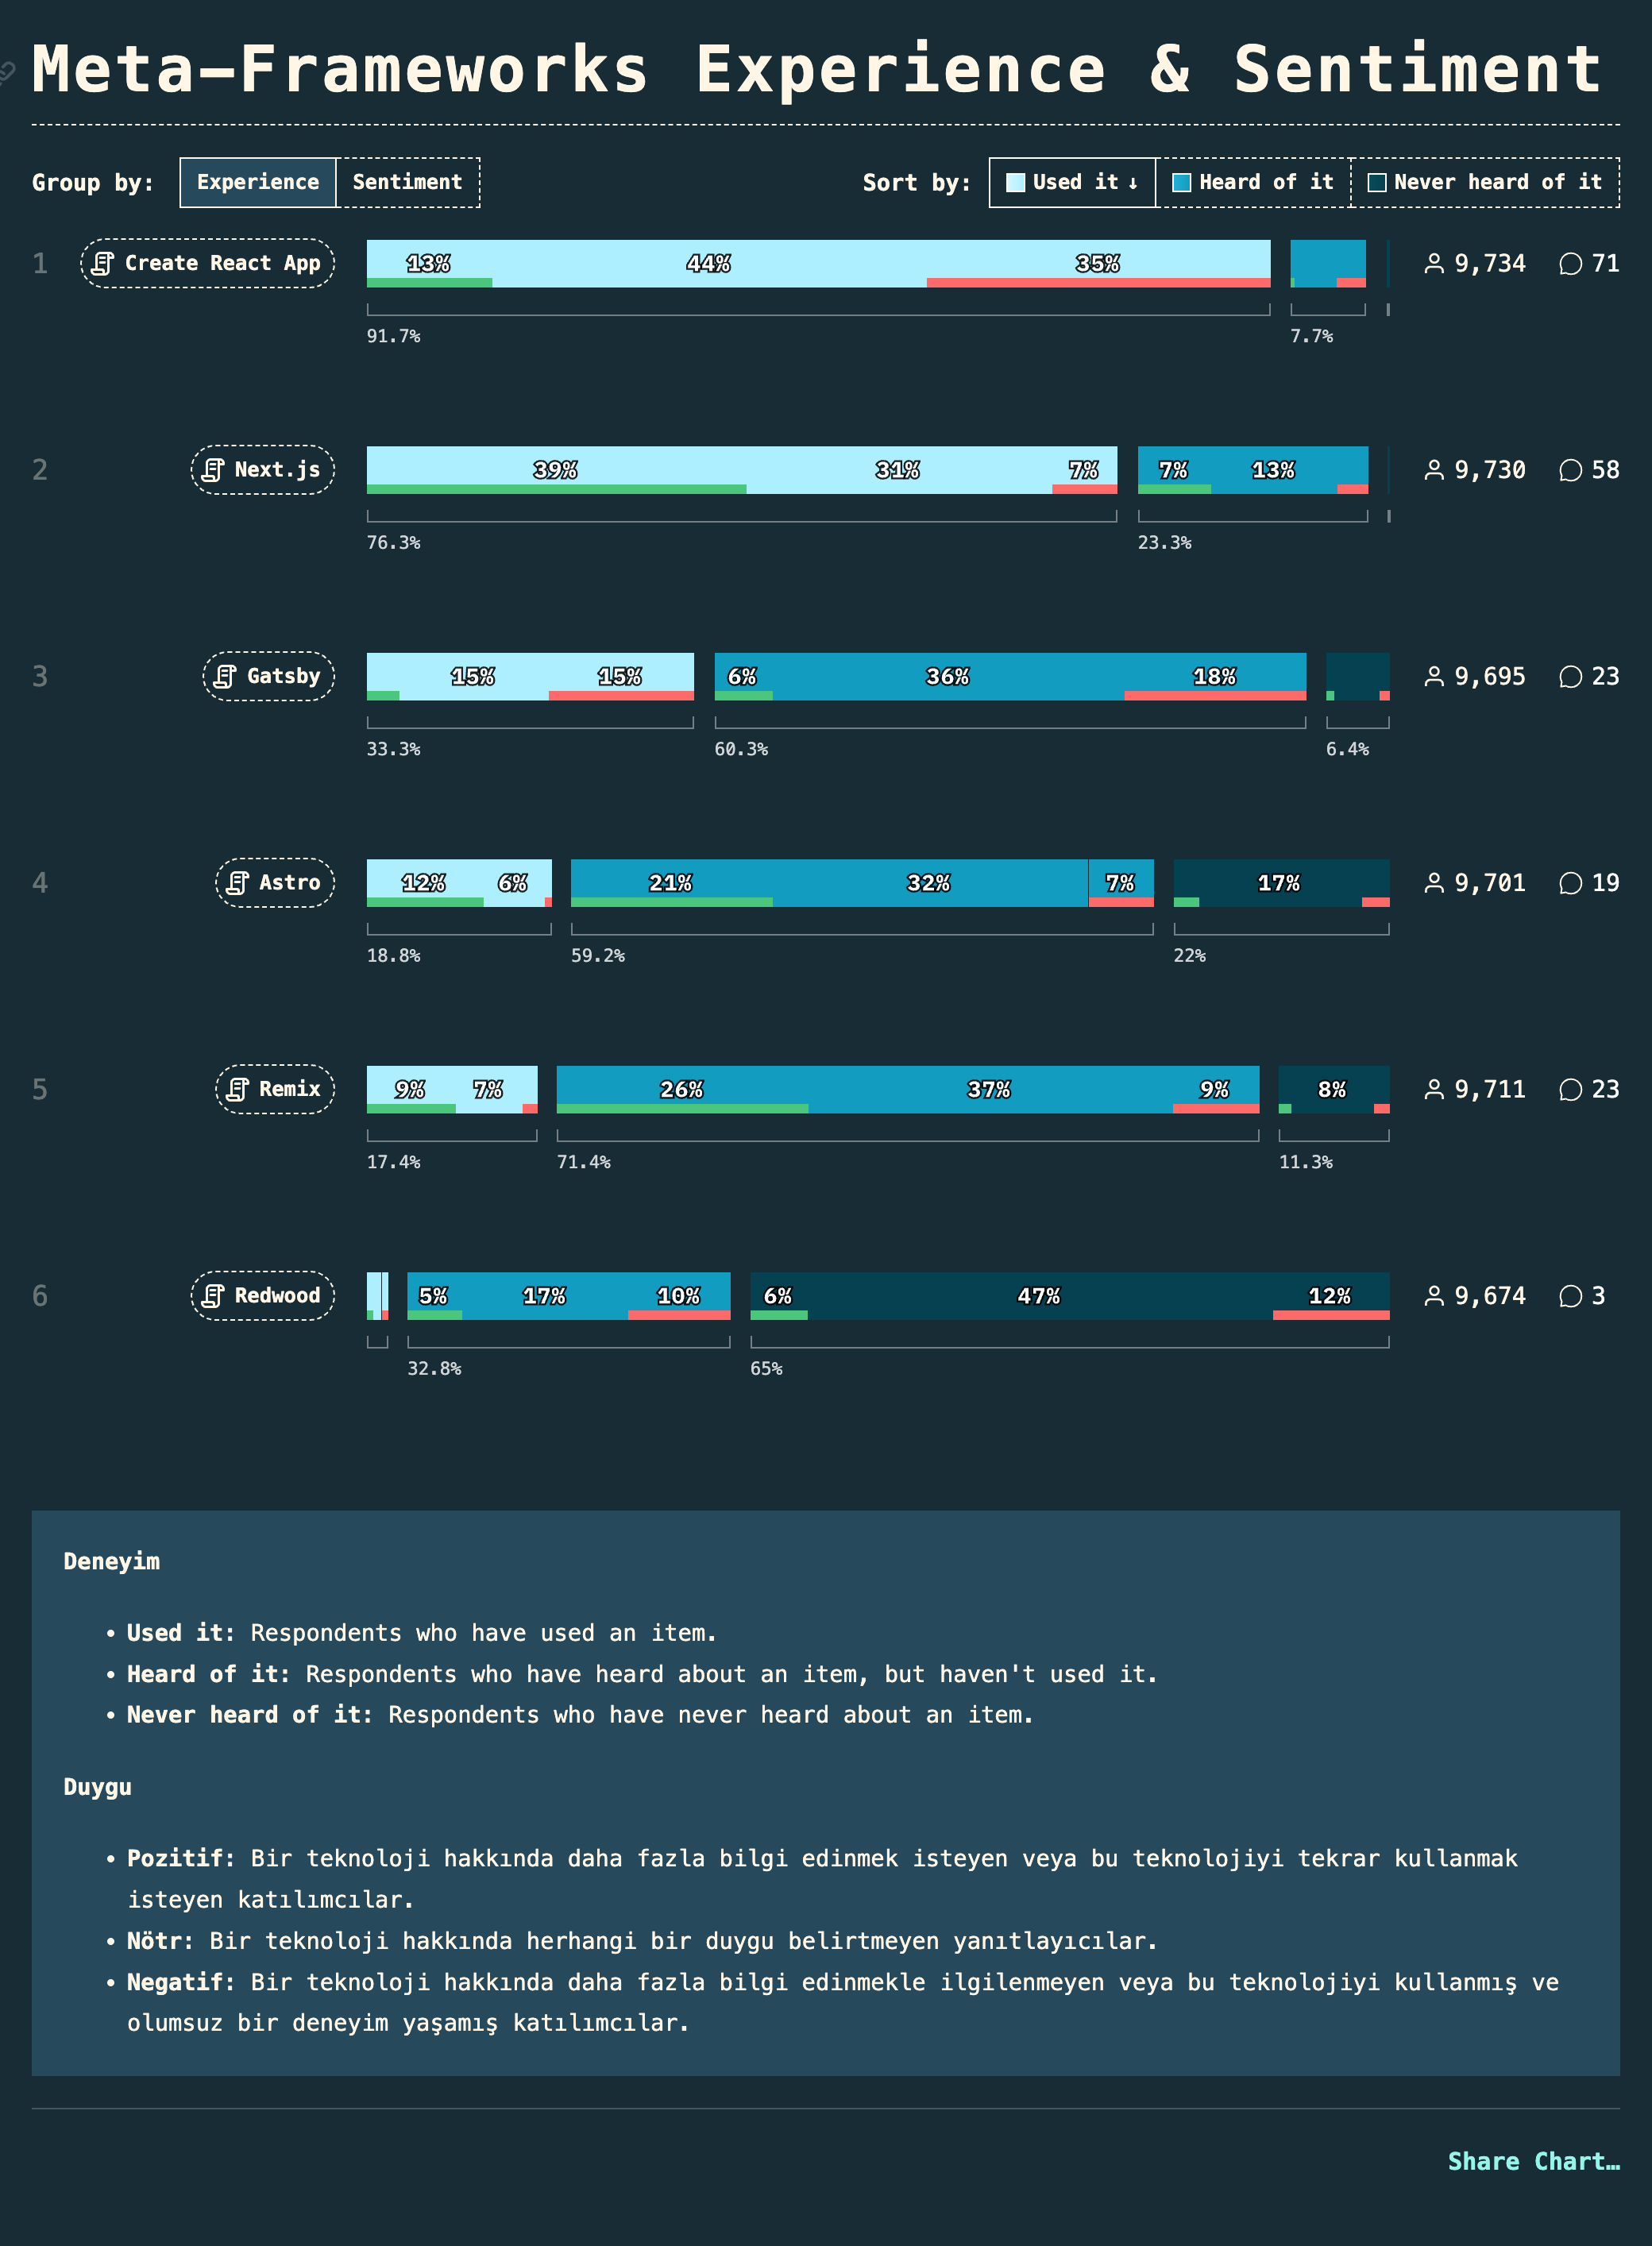 Meta-Frameworks Experience & Sentiment
Group by: Experience Sentiment Sort by: Used it ↓ Heard of it Never heard of it
1 Create React App 13% 44% 35% 9,734 71
91.7% 7.7%
2 Next.js 39% 31% 7% 7% 13% 9,730 58
76.3% 23.3%
3 Gatsby 15% 15% 6% 36% 18% 9,695 23
33.3% 60.3% 6.4%
4 Astro 12% 6% 21% 32% 7% 17% 9,701 19
18.8% 59.2% 22%
5 Remix 9% 7% 26% 37% 9% 8% 9,711 23
17.4% 71.4% 11.3%
6 Redwood 5% 17% 10% 6% 47% 12% 9,674 3
32.8% 65%
Deneyim
• Used it: Respondents who have used an item.
• Heard of it: Respondents who have heard about an item, but haven't used it.
• Never heard of it: Respondents who have never heard about an item.
Duygu
• Pozitif: Bir teknoloji hakkında daha fazla bilgi edinmek isteyen veya bu teknolojiyi tekrar kullanmak
isteyen katılımcılar.
• Nötr: Bir teknoloji hakkında herhangi bir duygu belirtmeyen yanıtlayıcılar.
• Negatif: Bir teknoloji hakkında daha fazla bilgi edinmekle ilgilenmeyen veya bu teknolojiyi kullanmış ve
olumsuz bir deneyim yaşamış katılımcılar.
Share Chart…